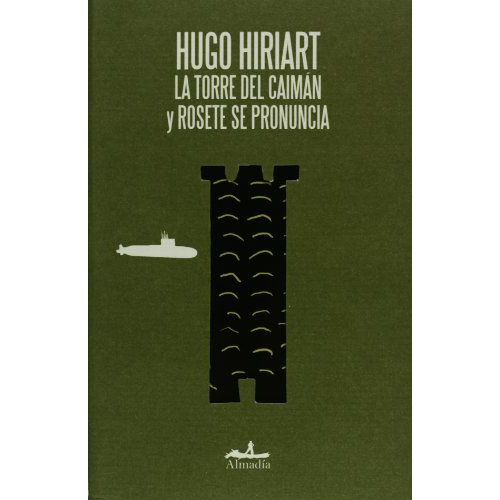 HUGO HIRIART
LA TORRE DEL CAIMÁN
y ROSETE SE PRONUNCIA
Almadía